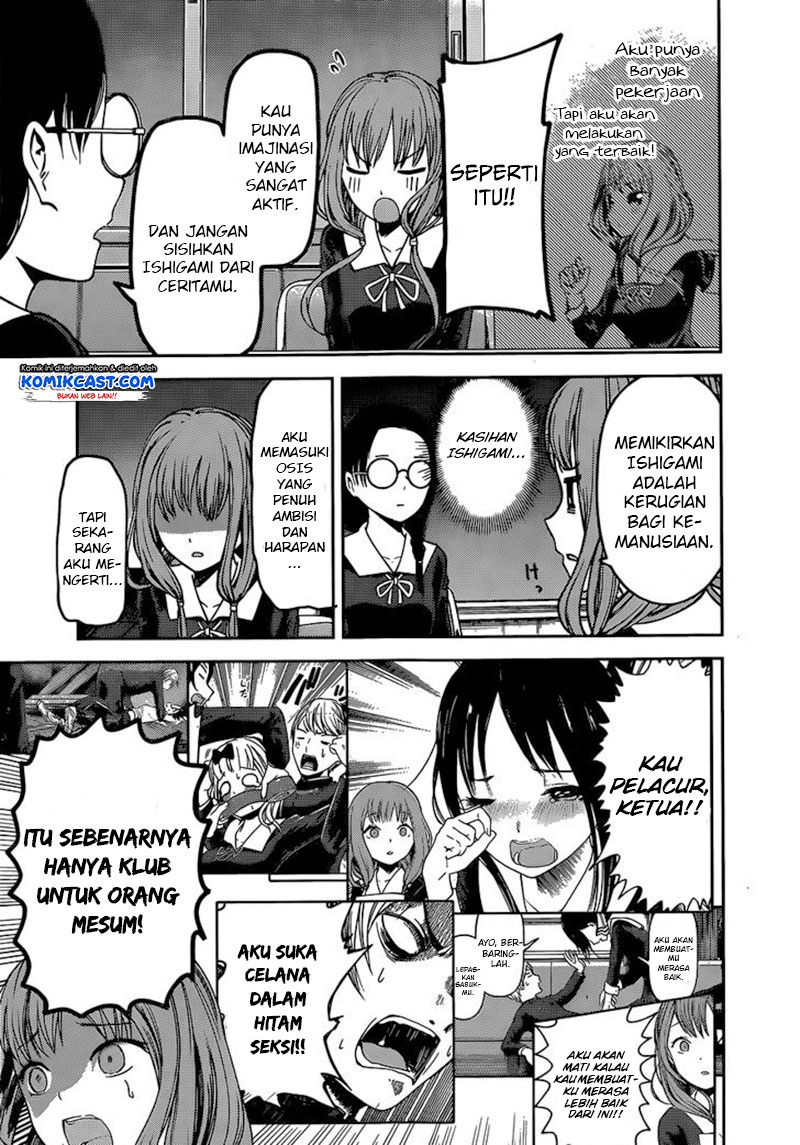 Aku punya
Banyak
pekerjaan
Tapi aku akan
melakukan
yang terbaik!
SEPERTI
ITU!!
KAU
PUNYA
IMAJINASI
YANG
SANGAT
AKTIF.
DAN JANGAN
SISIHKAN
ISHIGAMI DARI
CERITAMU.
Komik ini diterjemahkan & diedit oleh
KOMIKCAST.COM
BUKAN WEB LAIN!!
MEMIKIRKAN
ISHIGAMI
ADALAH
KERUGIAN
BAGI KE-
MANUSIAAN.
KASIHAN
ISHIGAMI...
AKU
MEMASUKI
OSIS
YANG
PENUH
AMBISI
DAN
HARAPAN
...
TAPI
SEKA-
RANG
AKU ME-
NGERTI...
KAU
PELACUR,
KETUA!!
AKU AKAN
MEMBUAT-
MU
MERASA
BAIK.
AYO, BER-
BARING-
LAH.
LEPAS-
KAN
SABUK-
MU.
AKU AKAN
MATI KALAU
KAU MEMBUAT-
KU MERASA
LEBIH BAIK
DARI INI!!
AKU SUKA
CELANA
DALAM
HITAM
SEKSI!!
ITU SEBENARNYA
HANYA KLUB
UNTUK ORANG
MESUM!